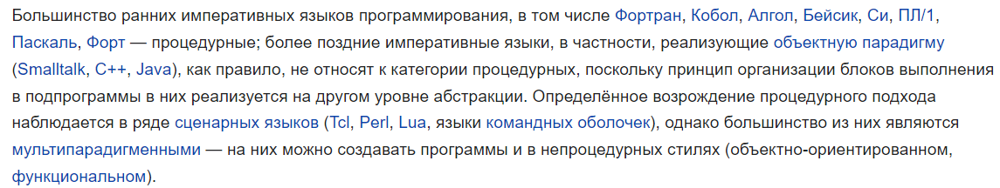 Большинство ранних императивных языков программирования, в том числе Фортран, Кобол, Алгол, Бейсик, Си, ПЛ/1,
Паскаль, Форт — процедурные; более поздние императивные языки, в частности, реализующие объектную парадигму
(Smalltalk, C++, Java), как правило, не относят к категории процедурных, поскольку принцип организации блоков выполнения
в подпрограммы в них реализуется на другом уровне абстракции. Определённое возрождение процедурного подхода
наблюдается в ряде сценарных языков (Tcl, Perl, Lua, языки командных оболочек), однако большинство из них являются
мультипарадигменными — на них можно создавать программы и в непроцедурных стилях (объектно-ориентированном,
функциональном).